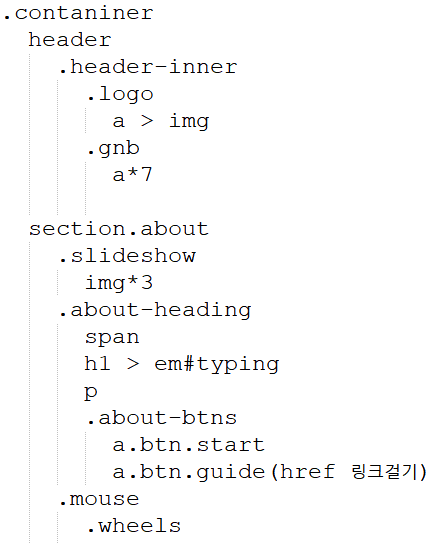 .contaniner
header
.header-inner
.logo
a > img
.gnb
a*7
section.about
.slideshow
img*3
.about-heading
span
h1 > em#typing
p
.about-btns
a.btn.start
a.btn.guide(href 링크걸기)
.mouse
.wheels